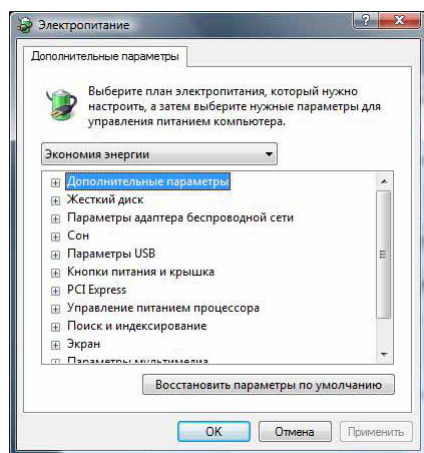 Электропитание
Дополнительные параметры
Выберите план электропитания, который нужно
настроить, а затем выберите нужные параметры для
управления питанием компьютера.
Экономия энергии
Дополнительные параметры
Жесткий диск
Параметры адаптера беспроводной сети
Сон
Параметры USB
Кнопки питания и крышка
PCI Express
Управление питанием процессора
Поиск и индексирование
Экран
Параметры мультимедиа
Восстановить параметры по умолчанию
OK Отмена Применить